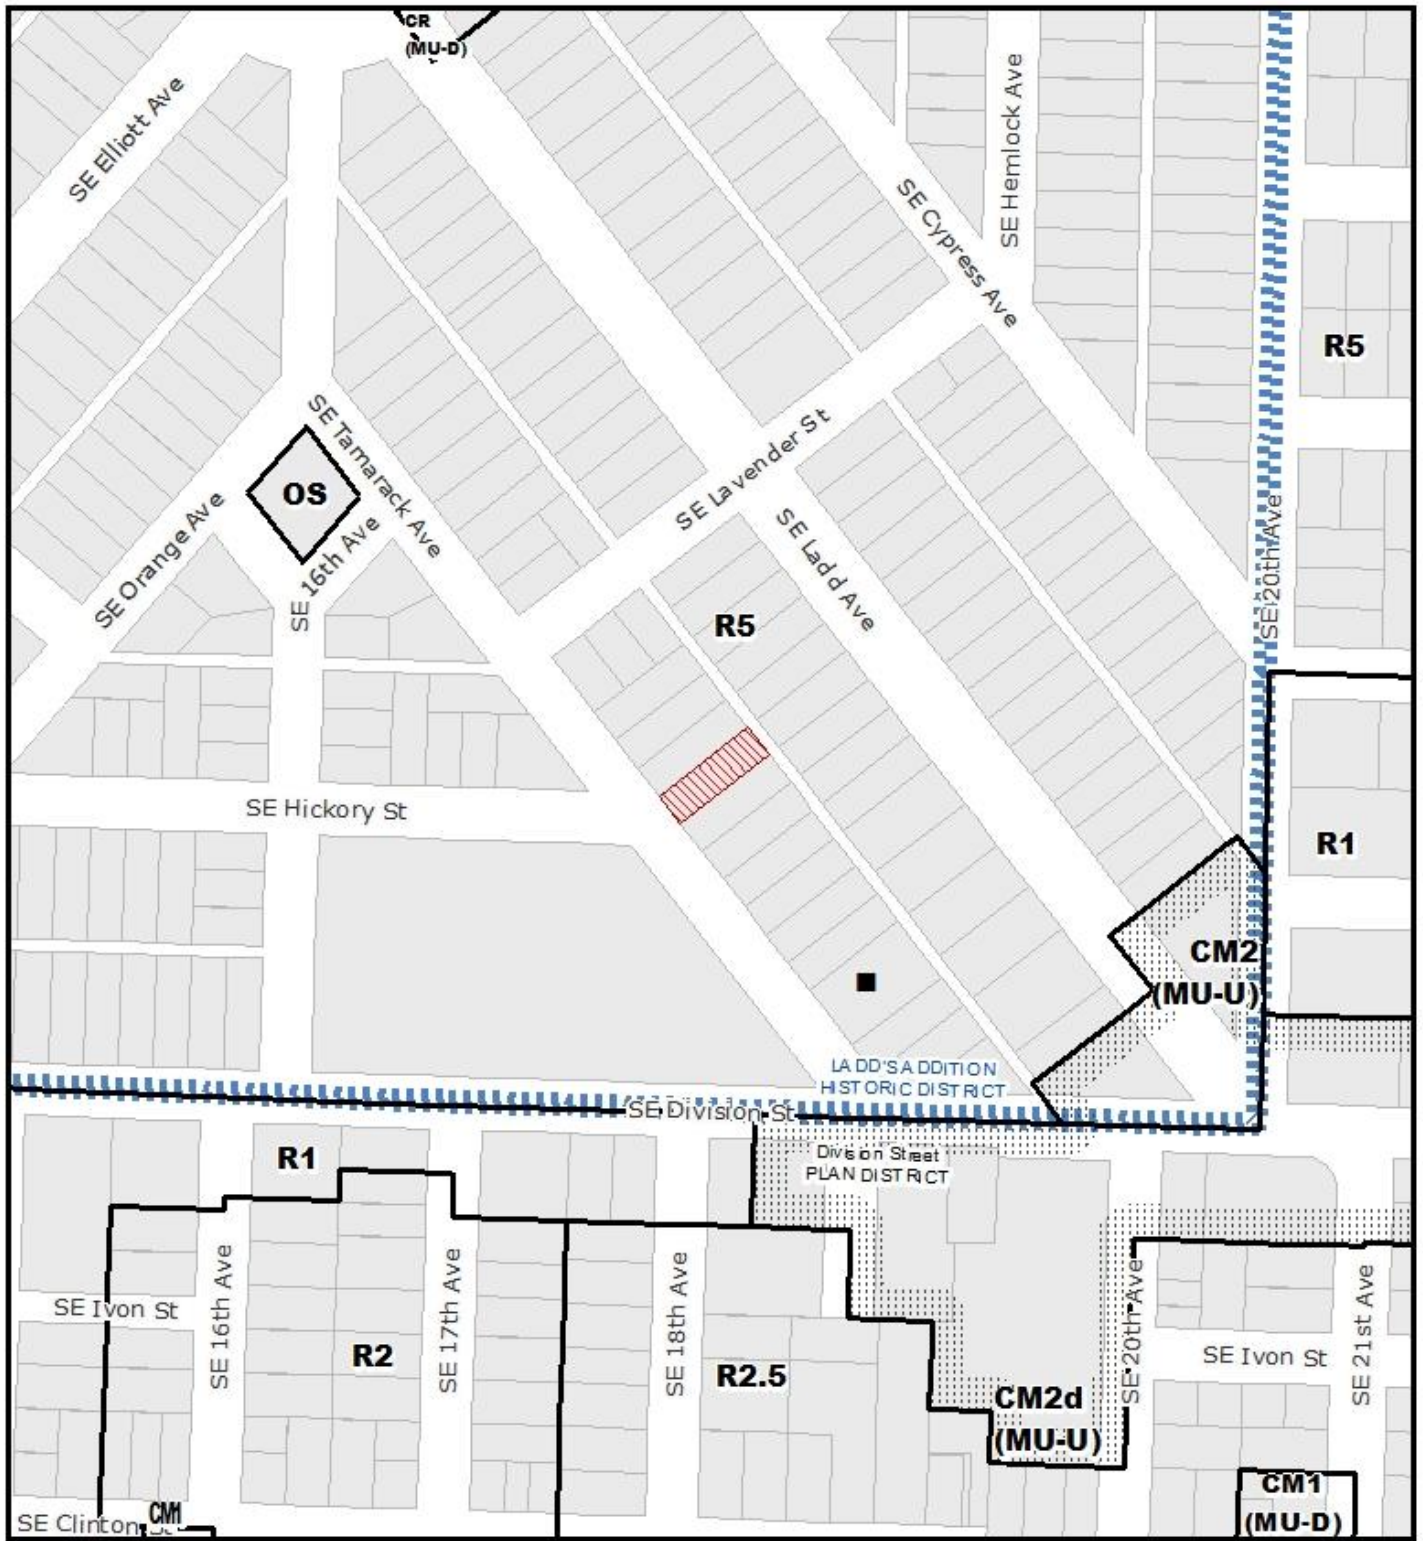 CR
(MU-D)
SE Elliott Ave
SE Hemlock Ave
SE Cypress Ave
R5
SE Tamarack Ave
OS
SE Lavender St
SE Orange Ave
SE 16th Ave
SE Ladd Ave
SE 20th Ave
R5
SE Hickory St
R1
CM2
(MU-U)
LADD'S ADDITION
HISTORIC DISTRICT
SE Division St
Division Street
PLAN DISTRICT
R1
SE 16th Ave
SE 17th Ave
SE 18th Ave
SE 20th Ave
SE 21st Ave
SE Ivon St
R2
SE Ivon St
R2.5
CM2d
(MU-U)
CM1
(MU-D)
CM1
SE Clinton St